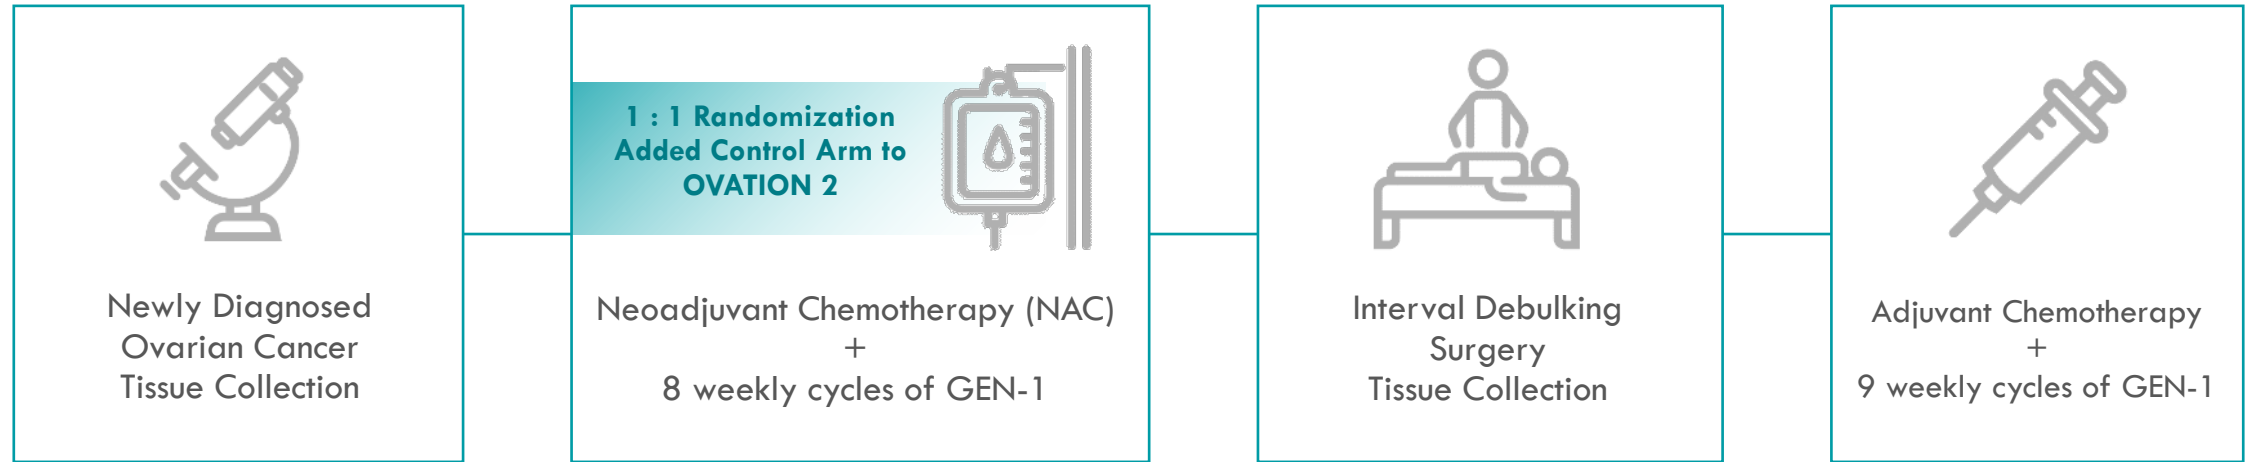 Newly Diagnosed
Ovarian Cancer
Tissue Collection
1 : 1 Randomization
Added Control Arm to
OVATION 2
Neoadjuvant Chemotherapy (NAC)
+
8 weekly cycles of GEN-1
Interval Debulking
Surgery
Tissue Collection
Adjuvant Chemotherapy
+
9 weekly cycles of GEN-1